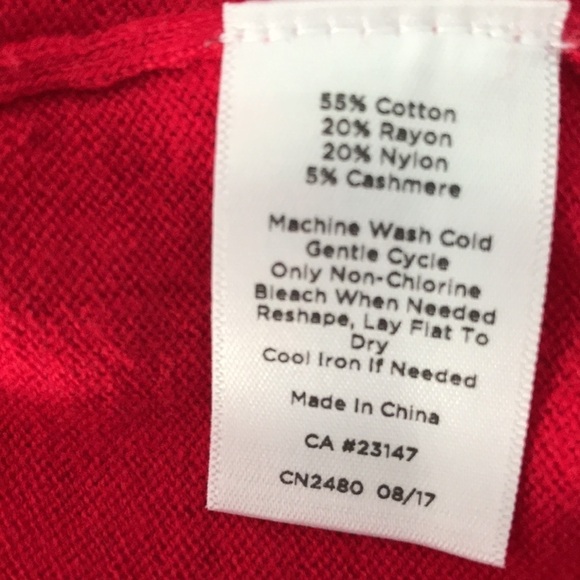 55% Cotton
20% Rayon
20% Nylon
5% Cashmere
Machine Wash Cold
Gentle Cycle
Only Non-Chlorine
Bleach When Needed
Reshape, Lay Flat To
Dry
Cool Iron If Needed
Made In China
CA #23147
CN2480 08/17